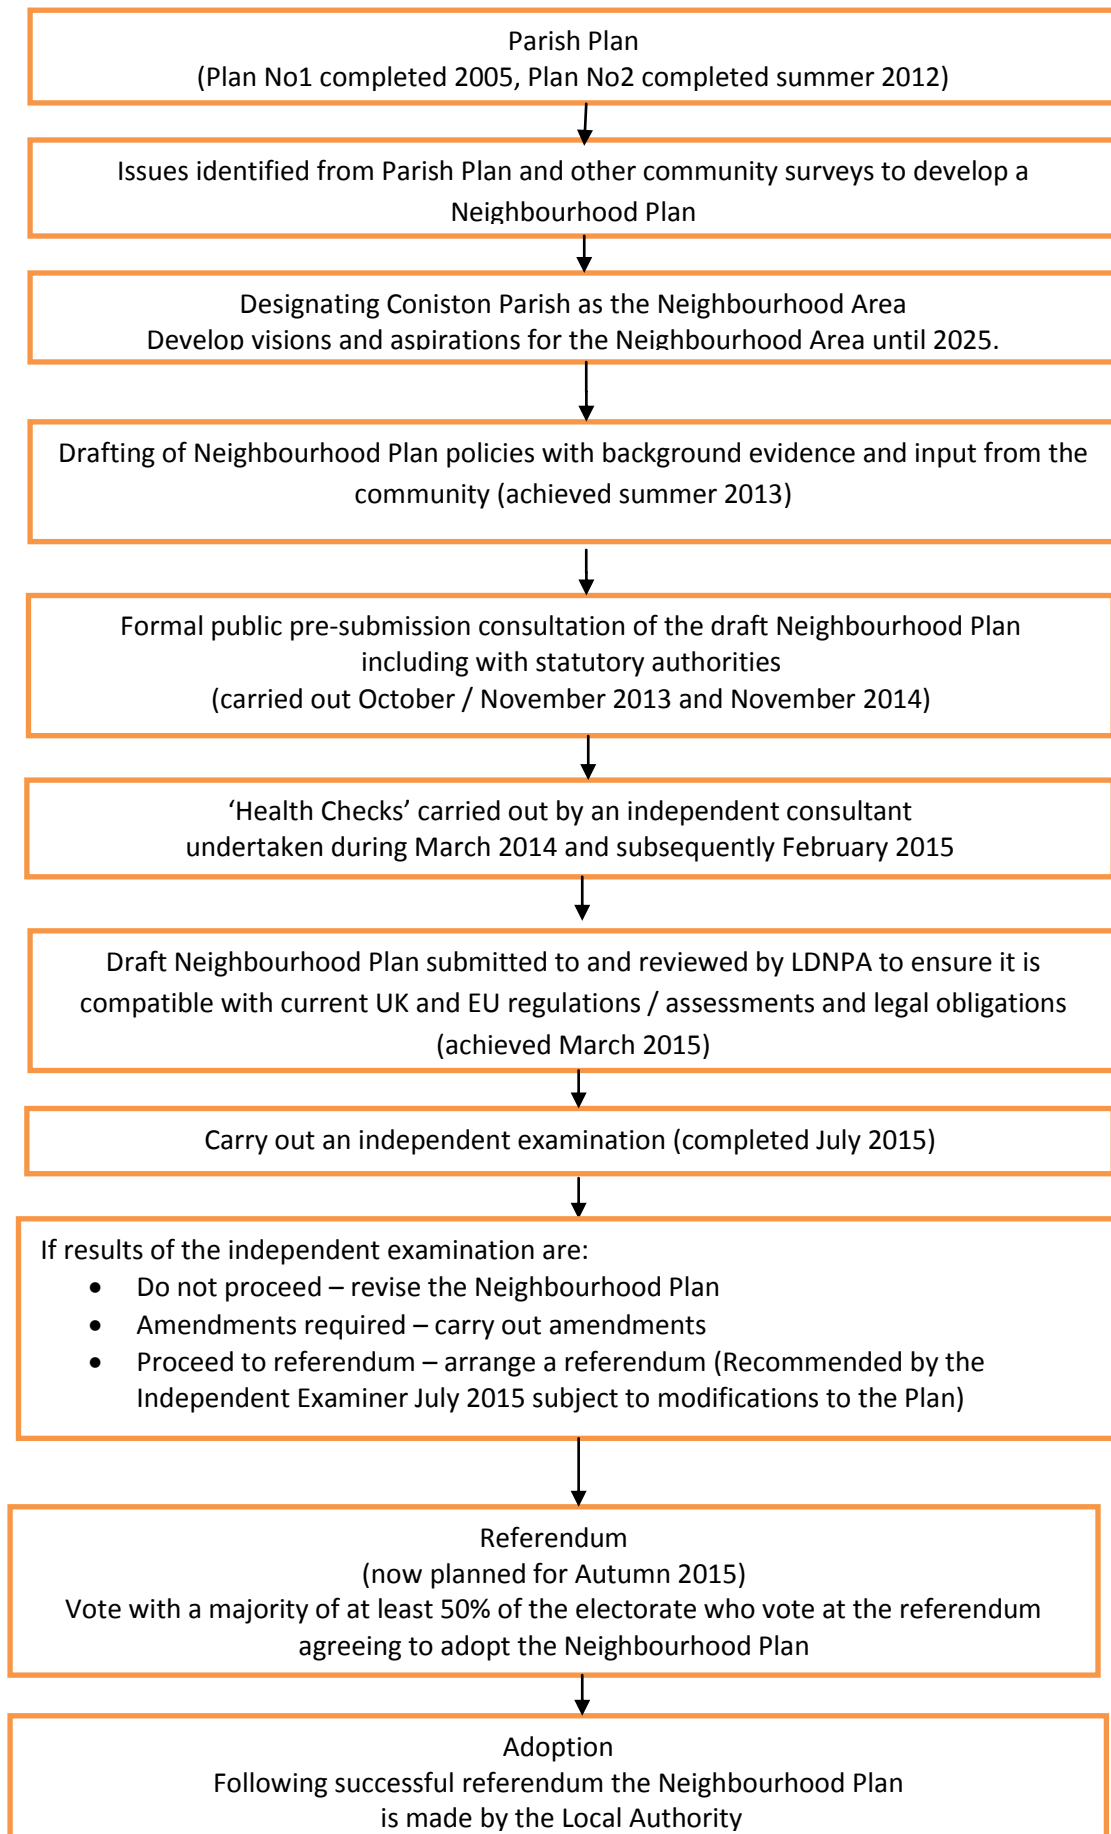 Parish Plan
(Plan No1 completed 2005, Plan No2 completed summer 2012)
Issues identified from Parish Plan and other community surveys to develop a
Neighbourhood Plan
Designating Coniston Parish as the Neighbourhood Area
Develop visions and aspirations for the Neighbourhood Area until 2025.
Drafting of Neighbourhood Plan policies with background evidence and input from the
community (achieved summer 2013)
Formal public pre-submission consultation of the draft Neighbourhood Plan
including with statutory authorities
(carried out October / November 2013 and November 2014)
‘Health Checks’ carried out by an independent consultant
undertaken during March 2014 and subsequently February 2015
Draft Neighbourhood Plan submitted to and reviewed by LDNPA to ensure it is
compatible with current UK and EU regulations / assessments and legal obligations
(achieved March 2015)
Carry out an independent examination (completed July 2015)
If results of the independent examination are:
• Do not proceed – revise the Neighbourhood Plan
• Amendments required – carry out amendments
• Proceed to referendum – arrange a referendum (Recommended by the
Independent Examiner July 2015 subject to modifications to the Plan)
Referendum
(now planned for Autumn 2015)
Vote with a majority of at least 50% of the electorate who vote at the referendum
agreeing to adopt the Neighbourhood Plan
Adoption
Following successful referendum the Neighbourhood Plan
is made by the Local Authority